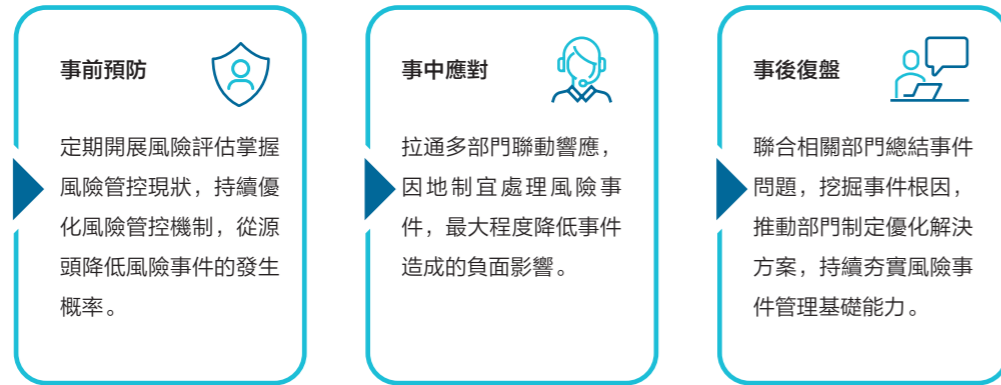 事前預防
定期開展風險評估掌握
風險管控現狀，持續優
化風險管控機制，從源
頭降低風險事件的發生
概率。
事中應對
拉通多部門聯動響應，
因地制宜處理風險事
件，最大程度降低事件
造成的負面影響。
事後復盤
聯合相關部門總結事件
問題，挖掘事件根因，
推動部門制定優化解決
方案，持續夯實風險事
件管理基礎能力。